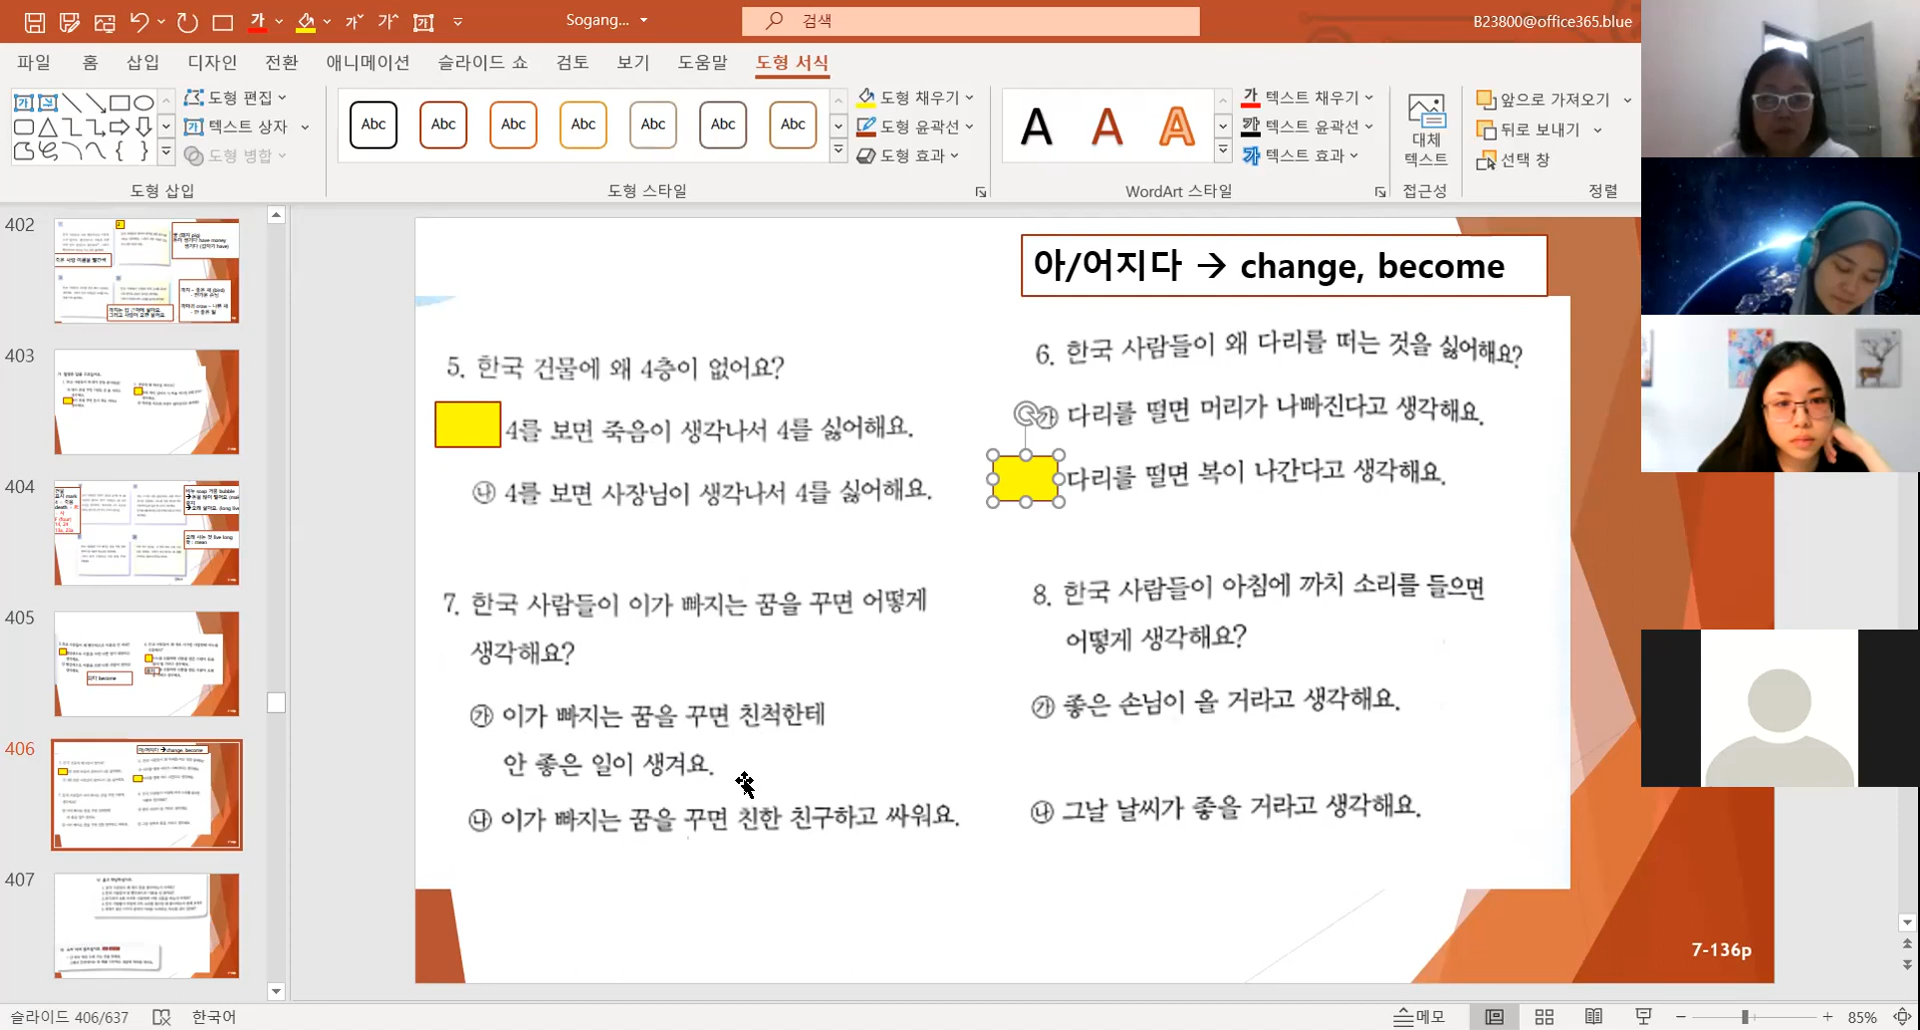 Sogang...
검색
B23800@office365.blue
파일 홈 삽입 디자인 전환 애니메이션 슬라이드 쇼 검토 보기 도움말 도형 서식
도형 편집
텍스트 상자
도형 병합
도형 삽입
Abc Abc Abc Abc Abc Abc Abc
도형 채우기
도형 윤곽선
도형 효과
도형 스타일
A A A
텍스트 채우기
텍스트 윤곽선
텍스트 효과
WordArt 스타일
대체
텍스트
접근성
앞으로 가져오기
뒤로 보내기
선택 창
정렬
402
403
404
405
406
407
아/어지다 → change, become
5. 한국 건물에 왜 4층이 없어요?
4를 보면 죽음이 생각나서 4를 싫어해요.
㉯ 4를 보면 사장님이 생각나서 4를 싫어해요.
6. 한국 사람들이 왜 다리를 떠는 것을 싫어해요?
㉮ 다리를 떨면 머리가 나빠진다고 생각해요.
다리를 떨면 복이 나간다고 생각해요.
7. 한국 사람들이 이가 빠지는 꿈을 꾸면 어떻게
생각해요?
㉮ 이가 빠지는 꿈을 꾸면 친척한테
안 좋은 일이 생겨요.
㉯ 이가 빠지는 꿈을 꾸면 친한 친구하고 싸워요.
8. 한국 사람들이 아침에 까치 소리를 들으면
어떻게 생각해요?
㉮ 좋은 손님이 올 거라고 생각해요.
㉯ 그날 날씨가 좋을 거라고 생각해요.
7-136p
슬라이드 406/637
한국어
메모
85%